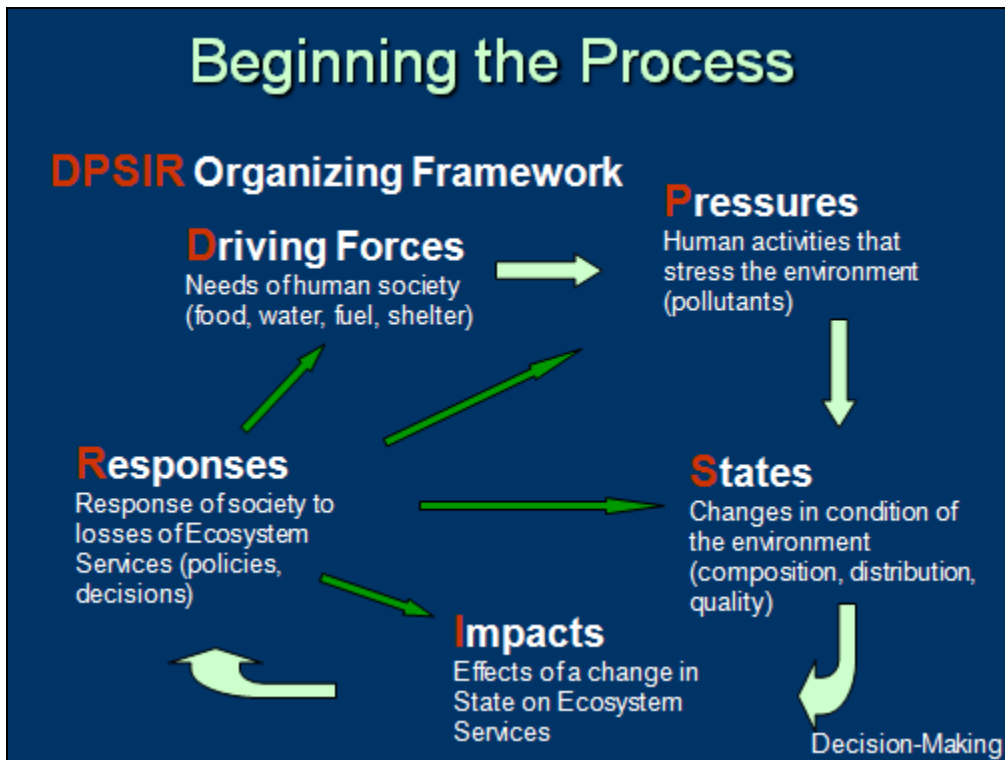 Beginning the Process
DPSIR Organizing Framework
Driving Forces
Needs of human society
(food, water, fuel, shelter)
Pressures
Human activities that
stress the environment
(pollutants)
States
Changes in condition of
the environment
(composition, distribution,
quality)
Impacts
Effects of a change in
State on Ecosystem
Services
Responses
Response of society to
losses of Ecosystem
Services (policies,
decisions)
Decision-Making